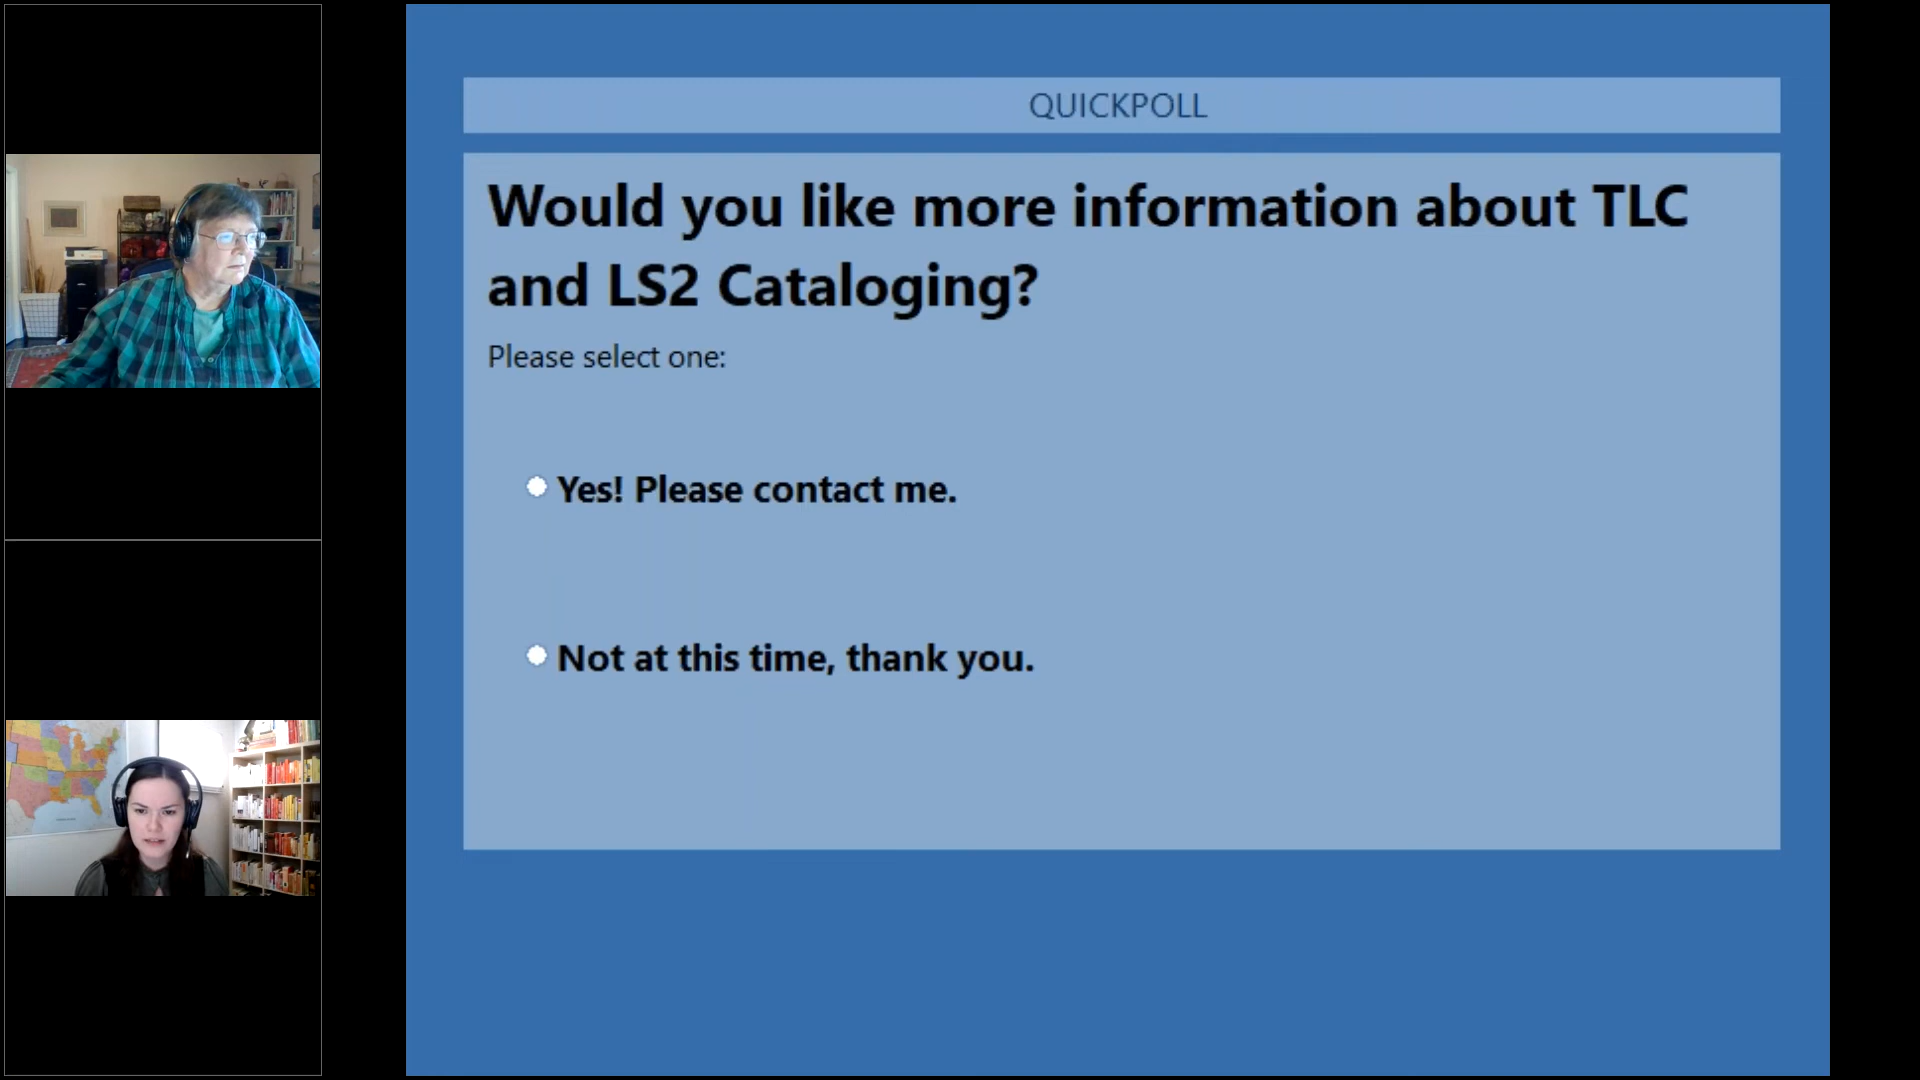 QUICKPOLL
Would you like more information about TLC
and LS2 Cataloging?
Please select one:
Yes! Please contact me.
Not at this time, thank you.